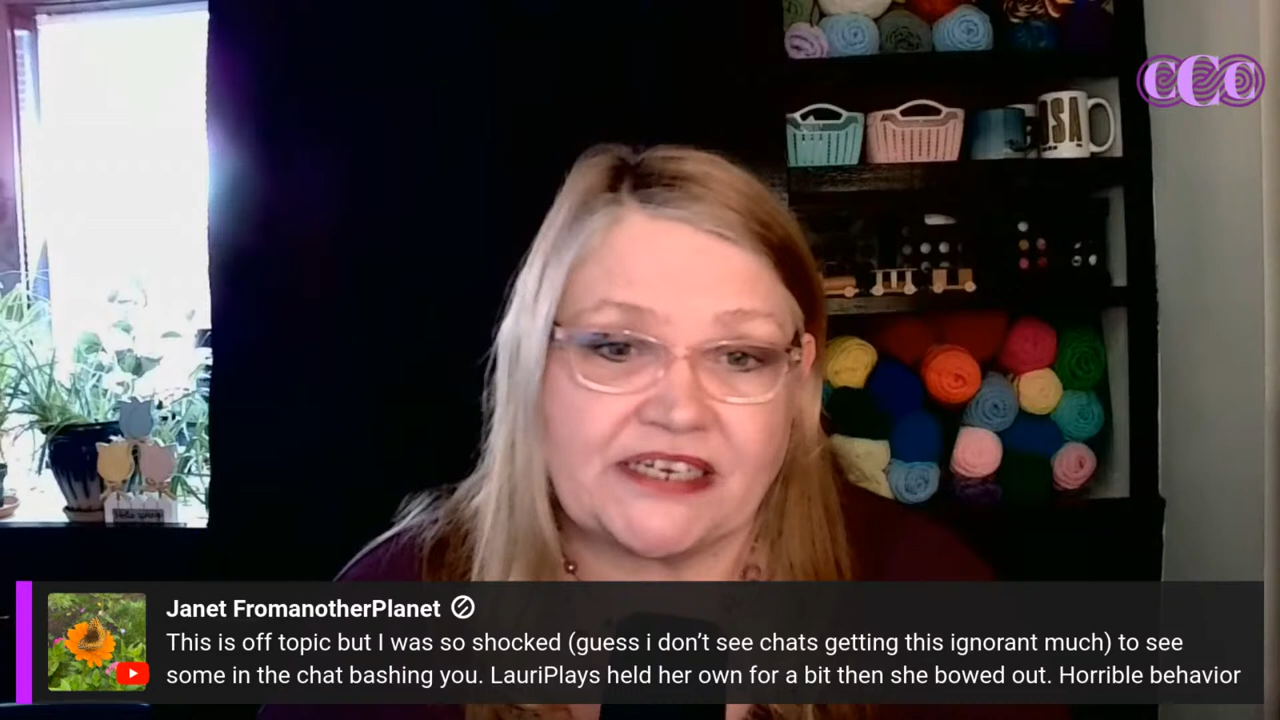 CCC
USA
Janet FromanotherPlanet
This is off topic but I was so shocked (guess i don’t see chats getting this ignorant much) to see
some in the chat bashing you. LauriPlays held her own for a bit then she bowed out. Horrible behavior